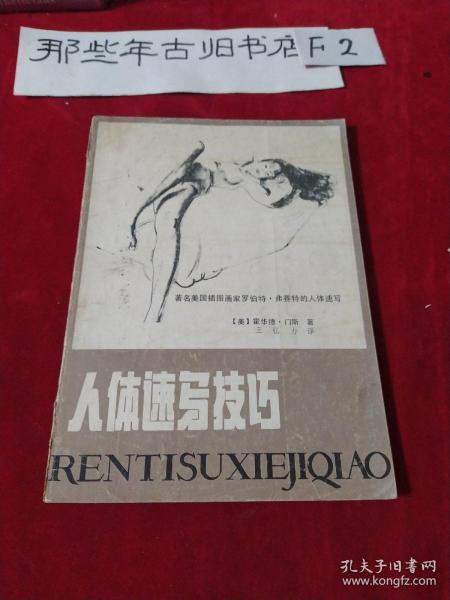 那些年古旧书店
F 2
著名美国插图画家罗伯特·弗赛特的人体速写
【美】霍华德·门斯 著
王弘力 译
人体速写技巧
RENTISUXIEJIQIAO
孔夫子旧书网
www.kongfz.com